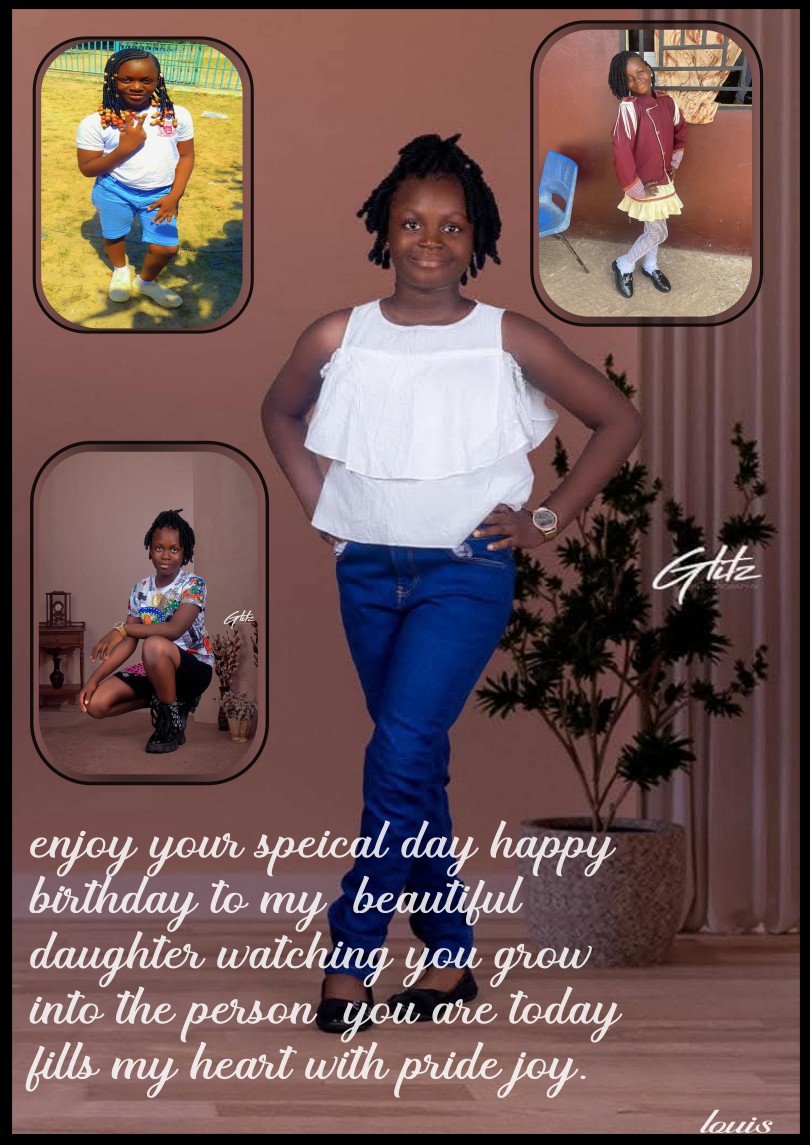 Glitz
Glitz
enjoy your speical day happy
birthday to my beautiful
daughter watching you grow
into the person you are today
fills my heart with pride joy.
louis